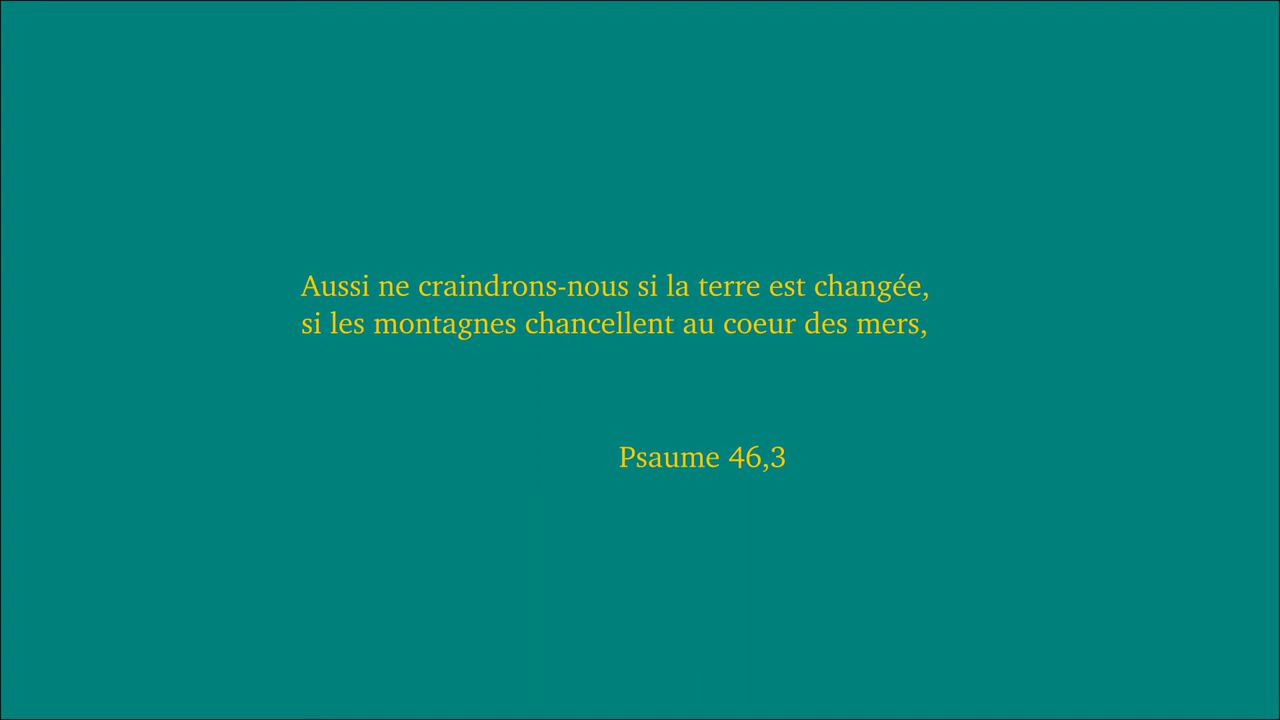 Aussi ne craindrons-nous si la terre est changée,
si les montagnes chancellent au coeur des mers,
Psaume 46,3